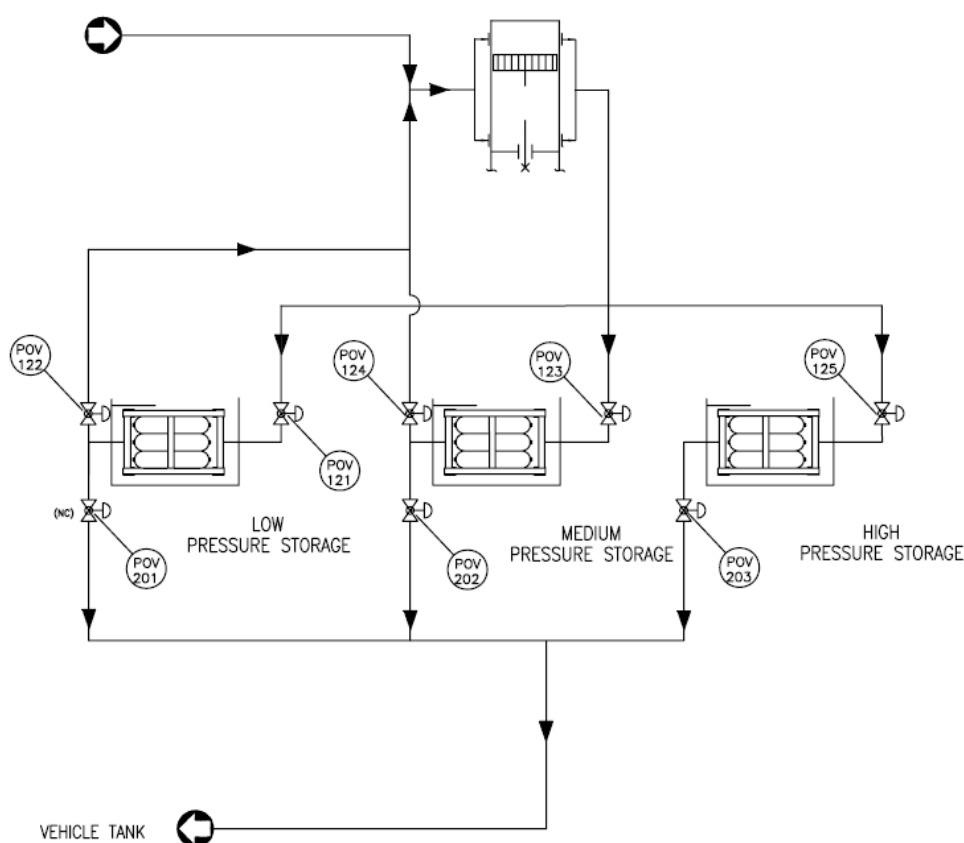 POV
122
POV
124
POV
123
POV
125
POV
121
(NC)
LOW
PRESSURE STORAGE
POV
201
POV
202
MEDIUM
PRESSURE STORAGE
POV
203
HIGH
PRESSURE STORAGE
VEHICLE TANK